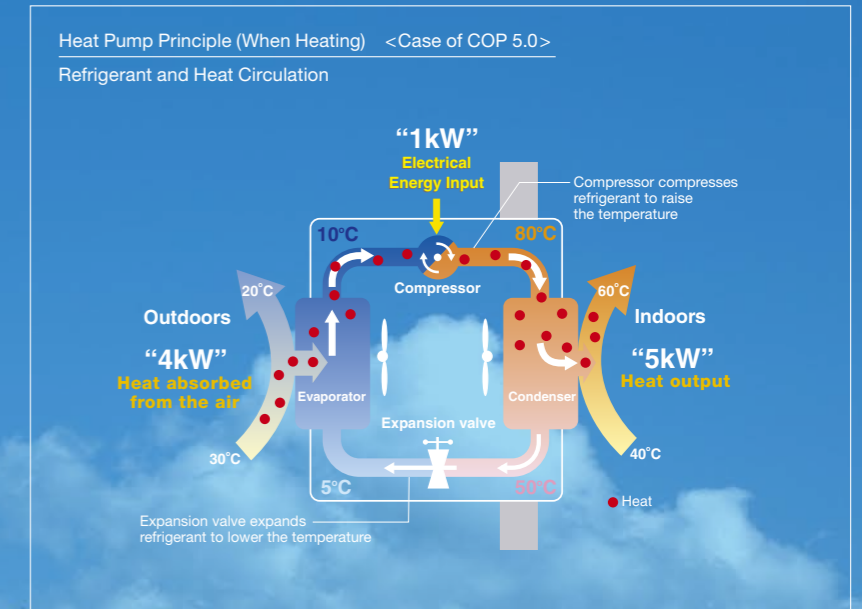 Heat Pump Principle (When Heating) <Case of COP 5.0>
Refrigerant and Heat Circulation
“1kW”
Electrical
Energy Input
Compressor compresses
refrigerant to raise
the temperature
10°C
80°C
Compressor
20°C
60°C
Outdoors
Indoors
“4kW”
Heat absorbed
from the air
“5kW”
Heat output
Evaporator
Condenser
Expansion valve
30°C
40°C
5°C
50°C
Heat
Expansion valve expands
refrigerant to lower the temperature